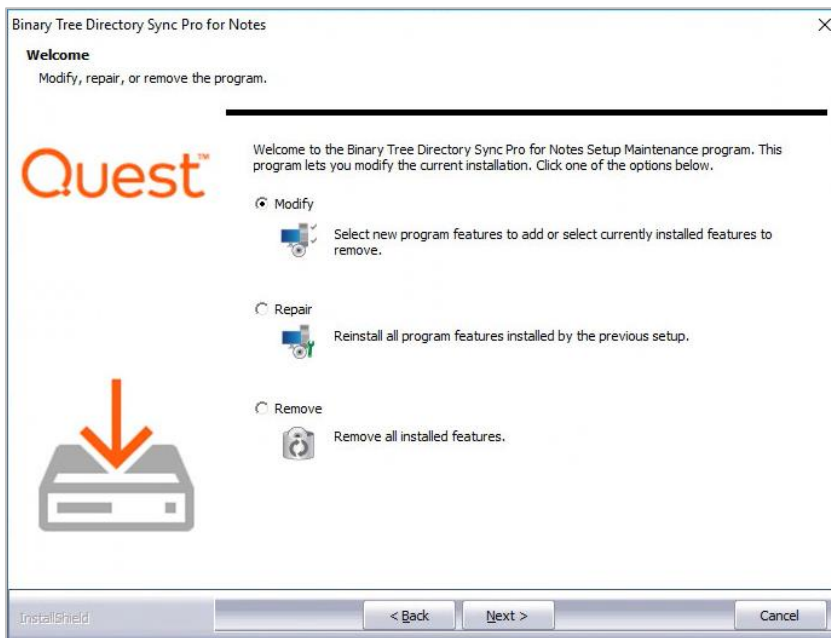 Binary Tree Directory Sync Pro for Notes
Welcome
Modify, repair, or remove the program.
Quest™
Welcome to the Binary Tree Directory Sync Pro for Notes Setup Maintenance program. This
program lets you modify the current installation. Click one of the options below.
Modify
Select new program features to add or select currently installed features to
remove.
Repair
Reinstall all program features installed by the previous setup.
Remove
Remove all installed features.
InstallShield
< Back
Next >
Cancel